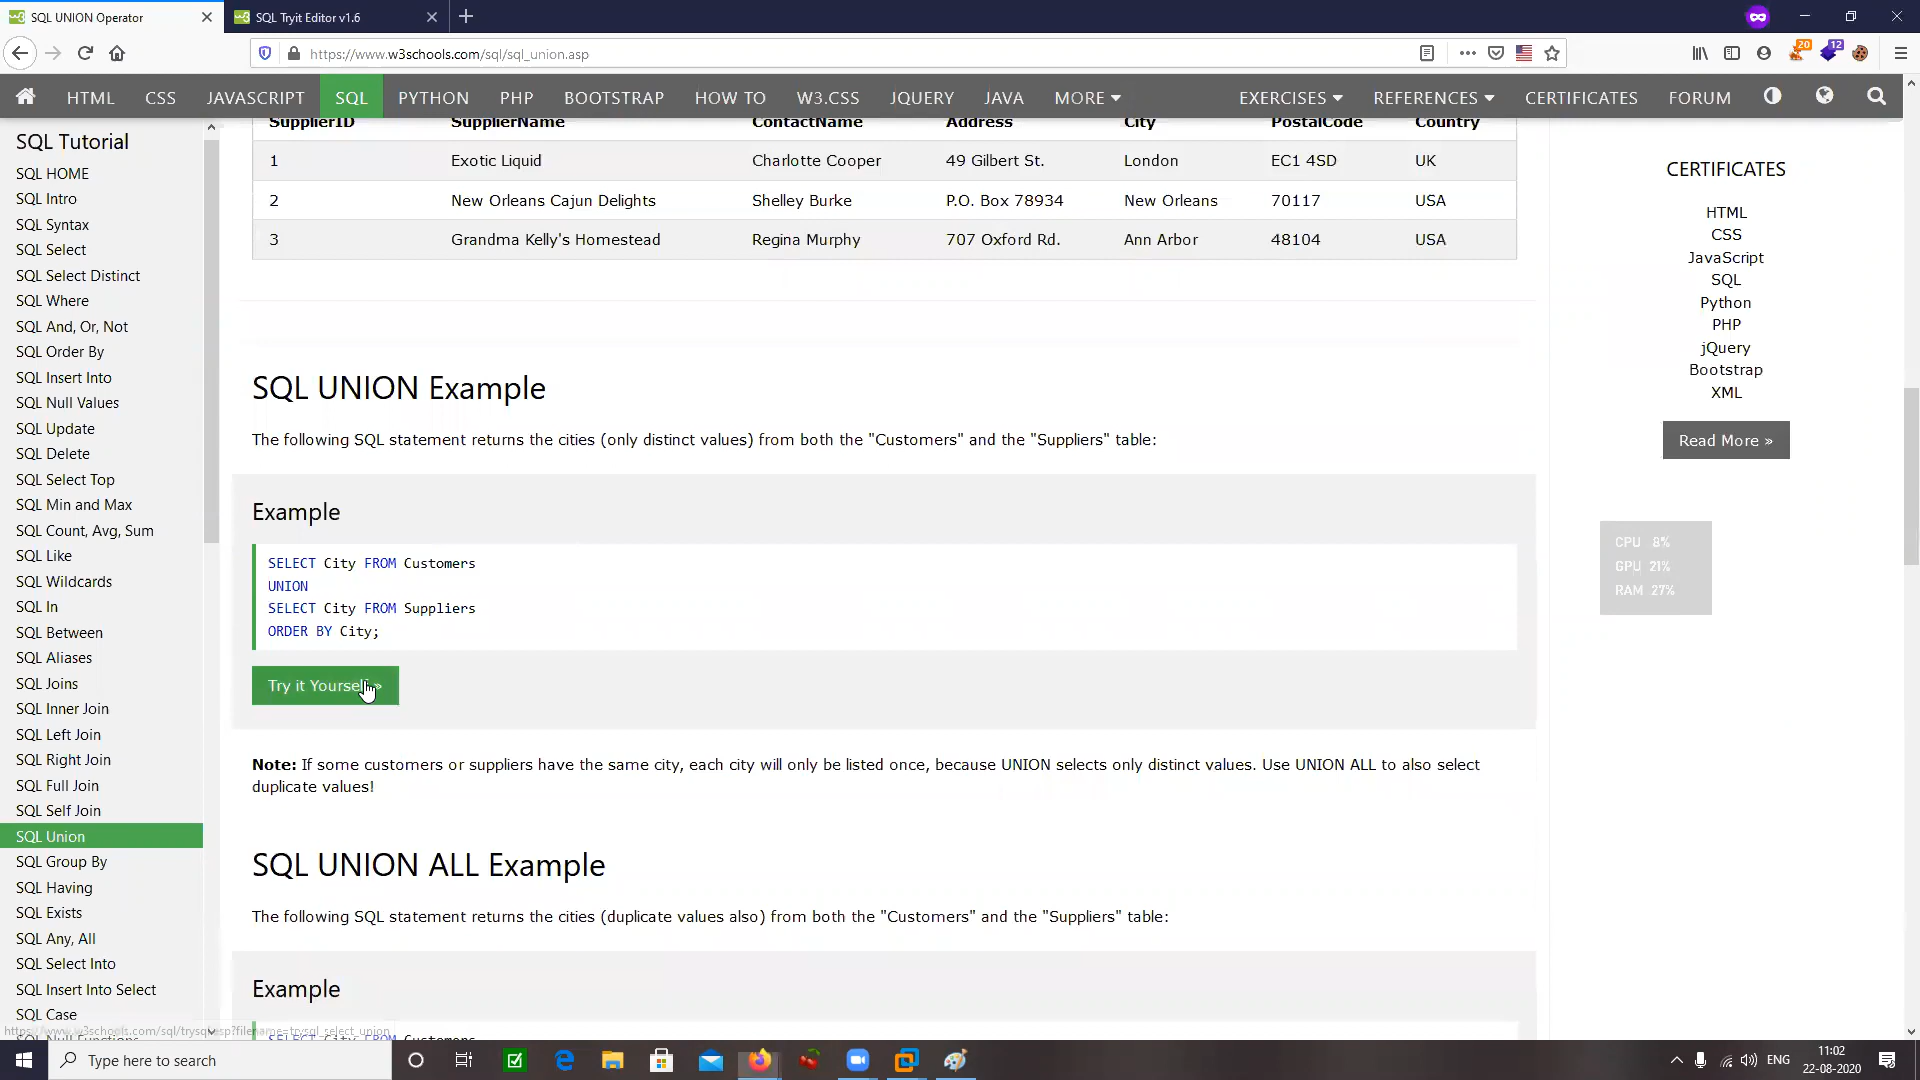 SQL UNION Operator
SQL Tryit Editor v1.6
https://www.w3schools.com/sql/sql_union.asp
20
12
HTML CSS JAVASCRIPT SQL PYTHON PHP BOOTSTRAP HOW TO W3.CSS JQUERY JAVA MORE EXERCISES REFERENCES CERTIFICATES FORUM
SQL Tutorial
SQL HOME
SQL Intro
SQL Syntax
SQL Select
SQL Select Distinct
SQL Where
SQL And, Or, Not
SQL Order By
SQL Insert Into
SQL Null Values
SQL Update
SQL Delete
SQL Select Top
SQL Min and Max
SQL Count, Avg, Sum
SQL Like
SQL Wildcards
SQL In
SQL Between
SQL Aliases
SQL Joins
SQL Inner Join
SQL Left Join
SQL Right Join
SQL Full Join
SQL Self Join
SQL Union
SQL Group By
SQL Having
SQL Exists
SQL Any, All
SQL Select Into
SQL Insert Into Select
SQL Case
SupplierID SupplierName ContactName Address City PostalCode Country
1 Exotic Liquid Charlotte Cooper 49 Gilbert St. London EC1 4SD UK
2 New Orleans Cajun Delights Shelley Burke P.O. Box 78934 New Orleans 70117 USA
3 Grandma Kelly's Homestead Regina Murphy 707 Oxford Rd. Ann Arbor 48104 USA
SQL UNION Example
The following SQL statement returns the cities (only distinct values) from both the "Customers" and the "Suppliers" table:
Example
SELECT City FROM Customers
UNION
SELECT City FROM Suppliers
ORDER BY City;
Try it Yourself »
Note: If some customers or suppliers have the same city, each city will only be listed once, because UNION selects only distinct values. Use UNION ALL to also select
duplicate values!
SQL UNION ALL Example
The following SQL statement returns the cities (duplicate values also) from both the "Customers" and the "Suppliers" table:
Example
SELECT City FROM Customers
CERTIFICATES
HTML
CSS
JavaScript
SQL
Python
PHP
jQuery
Bootstrap
XML
Read More »
CPU 8%
GPU 21%
RAM 27%
Type here to search
ENG
11:02
22-08-2020